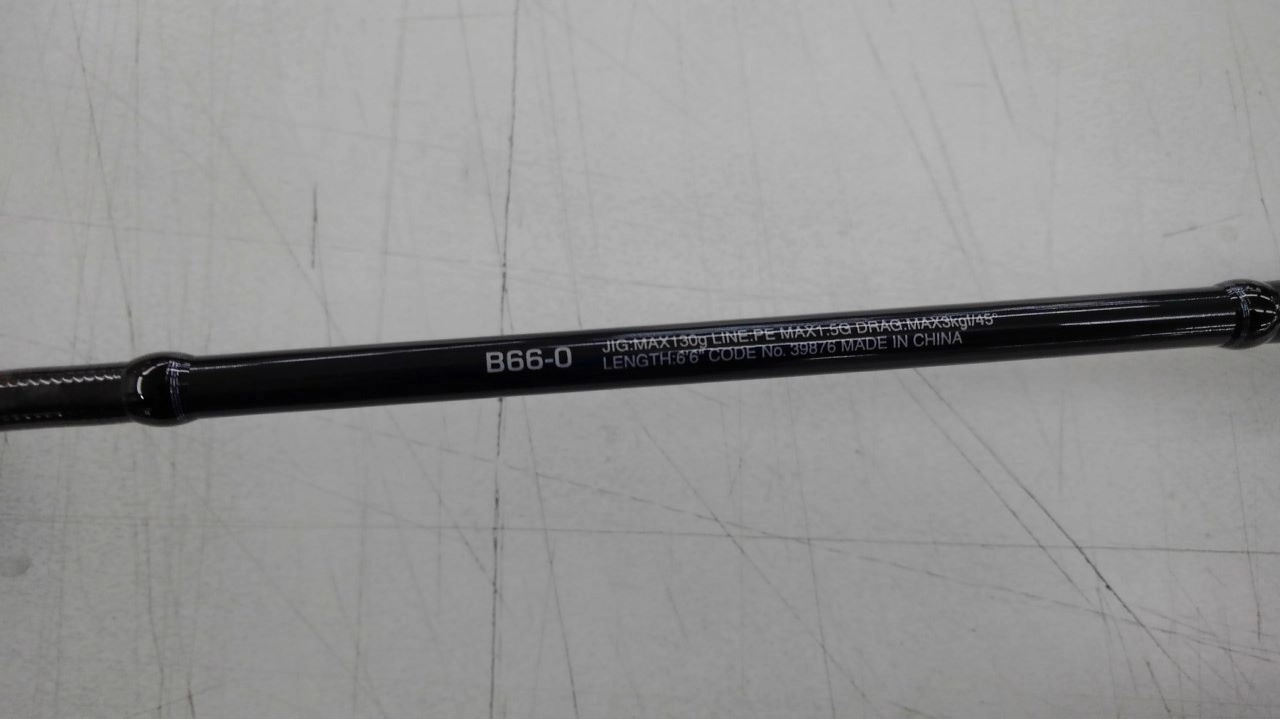 B66-0
JIG:MAX130g LINE:PE MAX1.5G DRAG:MAX3kgf/45°
LENGTH:6'6" CODE No. 39876 MADE IN CHINA